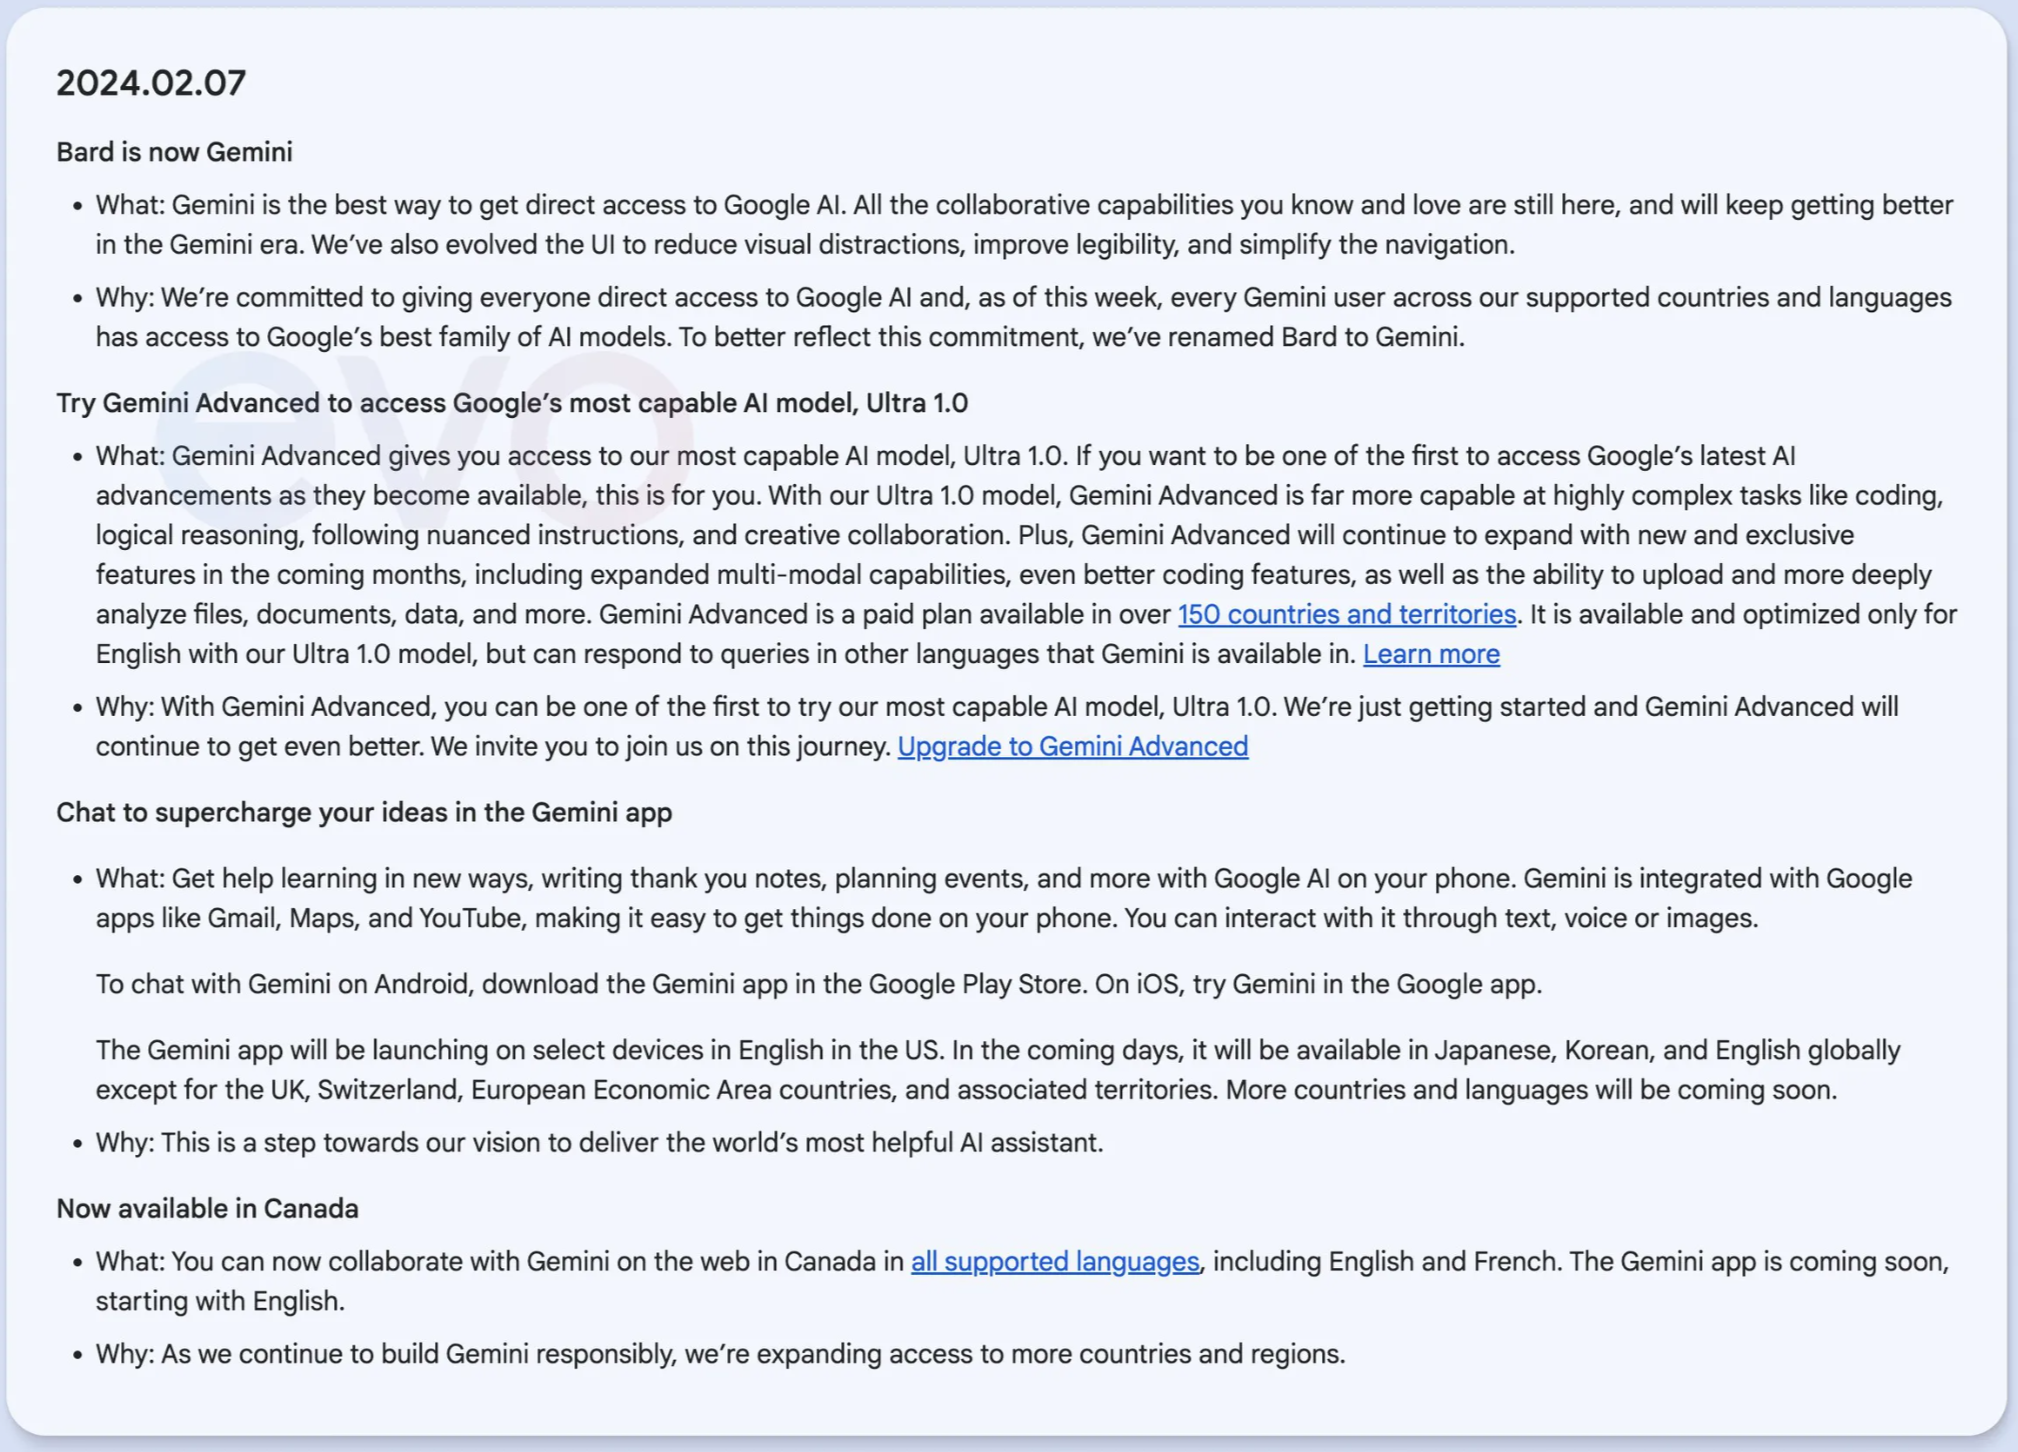 2024.02.07
Bard is now Gemini
• What: Gemini is the best way to get direct access to Google AI. All the collaborative capabilities you know and love are still here, and will keep getting better
in the Gemini era. We’ve also evolved the UI to reduce visual distractions, improve legibility, and simplify the navigation.
• Why: We’re committed to giving everyone direct access to Google AI and, as of this week, every Gemini user across our supported countries and languages
has access to Google’s best family of AI models. To better reflect this commitment, we’ve renamed Bard to Gemini.
evo
Try Gemini Advanced to access Google’s most capable AI model, Ultra 1.0
• What: Gemini Advanced gives you access to our most capable AI model, Ultra 1.0. If you want to be one of the first to access Google’s latest AI
advancements as they become available, this is for you. With our Ultra 1.0 model, Gemini Advanced is far more capable at highly complex tasks like coding,
logical reasoning, following nuanced instructions, and creative collaboration. Plus, Gemini Advanced will continue to expand with new and exclusive
features in the coming months, including expanded multi-modal capabilities, even better coding features, as well as the ability to upload and more deeply
analyze files, documents, data, and more. Gemini Advanced is a paid plan available in over 150 countries and territories. It is available and optimized only for
English with our Ultra 1.0 model, but can respond to queries in other languages that Gemini is available in. Learn more
• Why: With Gemini Advanced, you can be one of the first to try our most capable AI model, Ultra 1.0. We’re just getting started and Gemini Advanced will
continue to get even better. We invite you to join us on this journey. Upgrade to Gemini Advanced
Chat to supercharge your ideas in the Gemini app
• What: Get help learning in new ways, writing thank you notes, planning events, and more with Google AI on your phone. Gemini is integrated with Google
apps like Gmail, Maps, and YouTube, making it easy to get things done on your phone. You can interact with it through text, voice or images.
To chat with Gemini on Android, download the Gemini app in the Google Play Store. On iOS, try Gemini in the Google app.
The Gemini app will be launching on select devices in English in the US. In the coming days, it will be available in Japanese, Korean, and English globally
except for the UK, Switzerland, European Economic Area countries, and associated territories. More countries and languages will be coming soon.
• Why: This is a step towards our vision to deliver the world’s most helpful AI assistant.
Now available in Canada
• What: You can now collaborate with Gemini on the web in Canada in all supported languages, including English and French. The Gemini app is coming soon,
starting with English.
• Why: As we continue to build Gemini responsibly, we’re expanding access to more countries and regions.